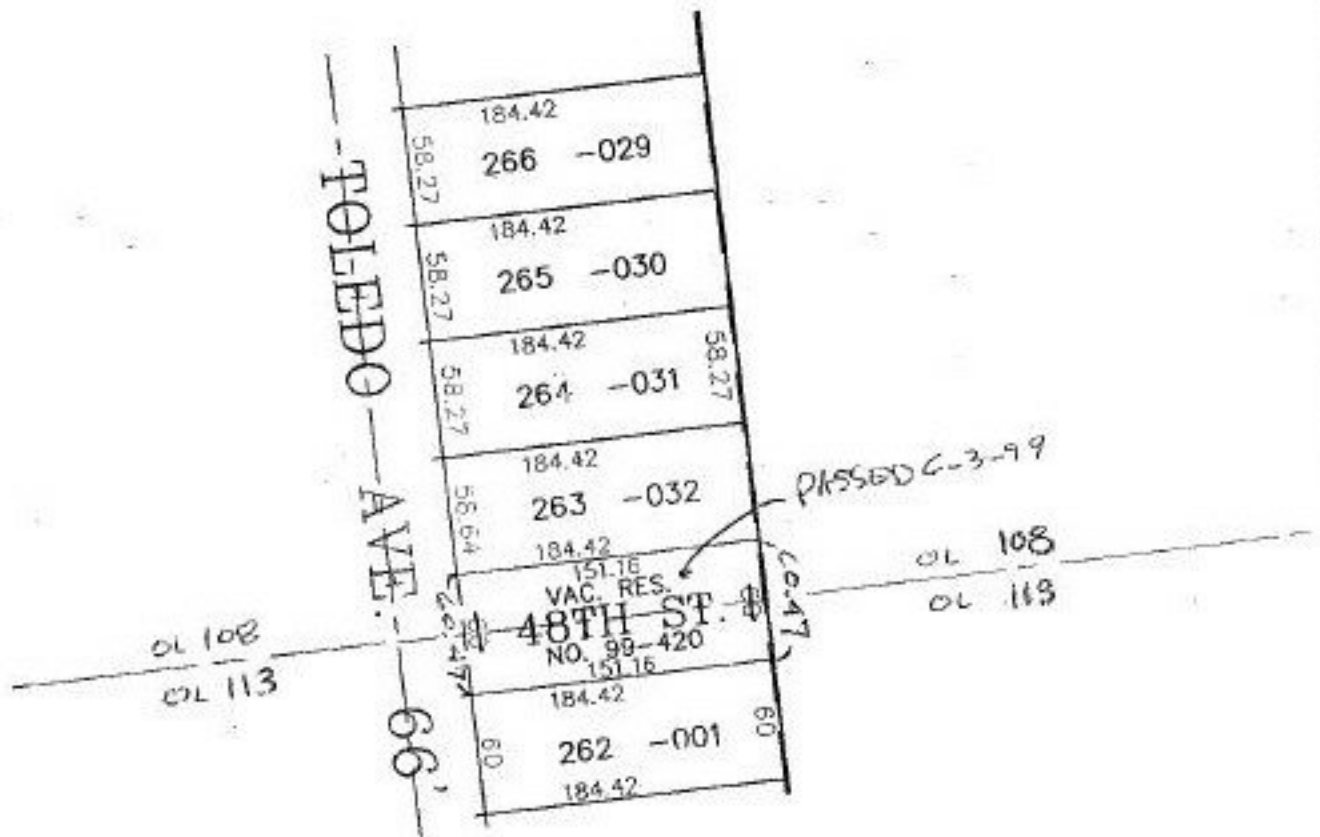 184.42
58.27
266 -029
TOLEDO AVE. 66'
184.42
58.27
265 -030
184.42
58.27
264 -031
58.27
184.42
58.64
263 -032
PASSED 6-3-99
184.42
151.16
VAC. RES.
OL 108
OL 113
60.47
48TH ST.
60.47
NO. 99-420
151.16
OL 108
OL 113
184.42
60
262 -001
60
184.42